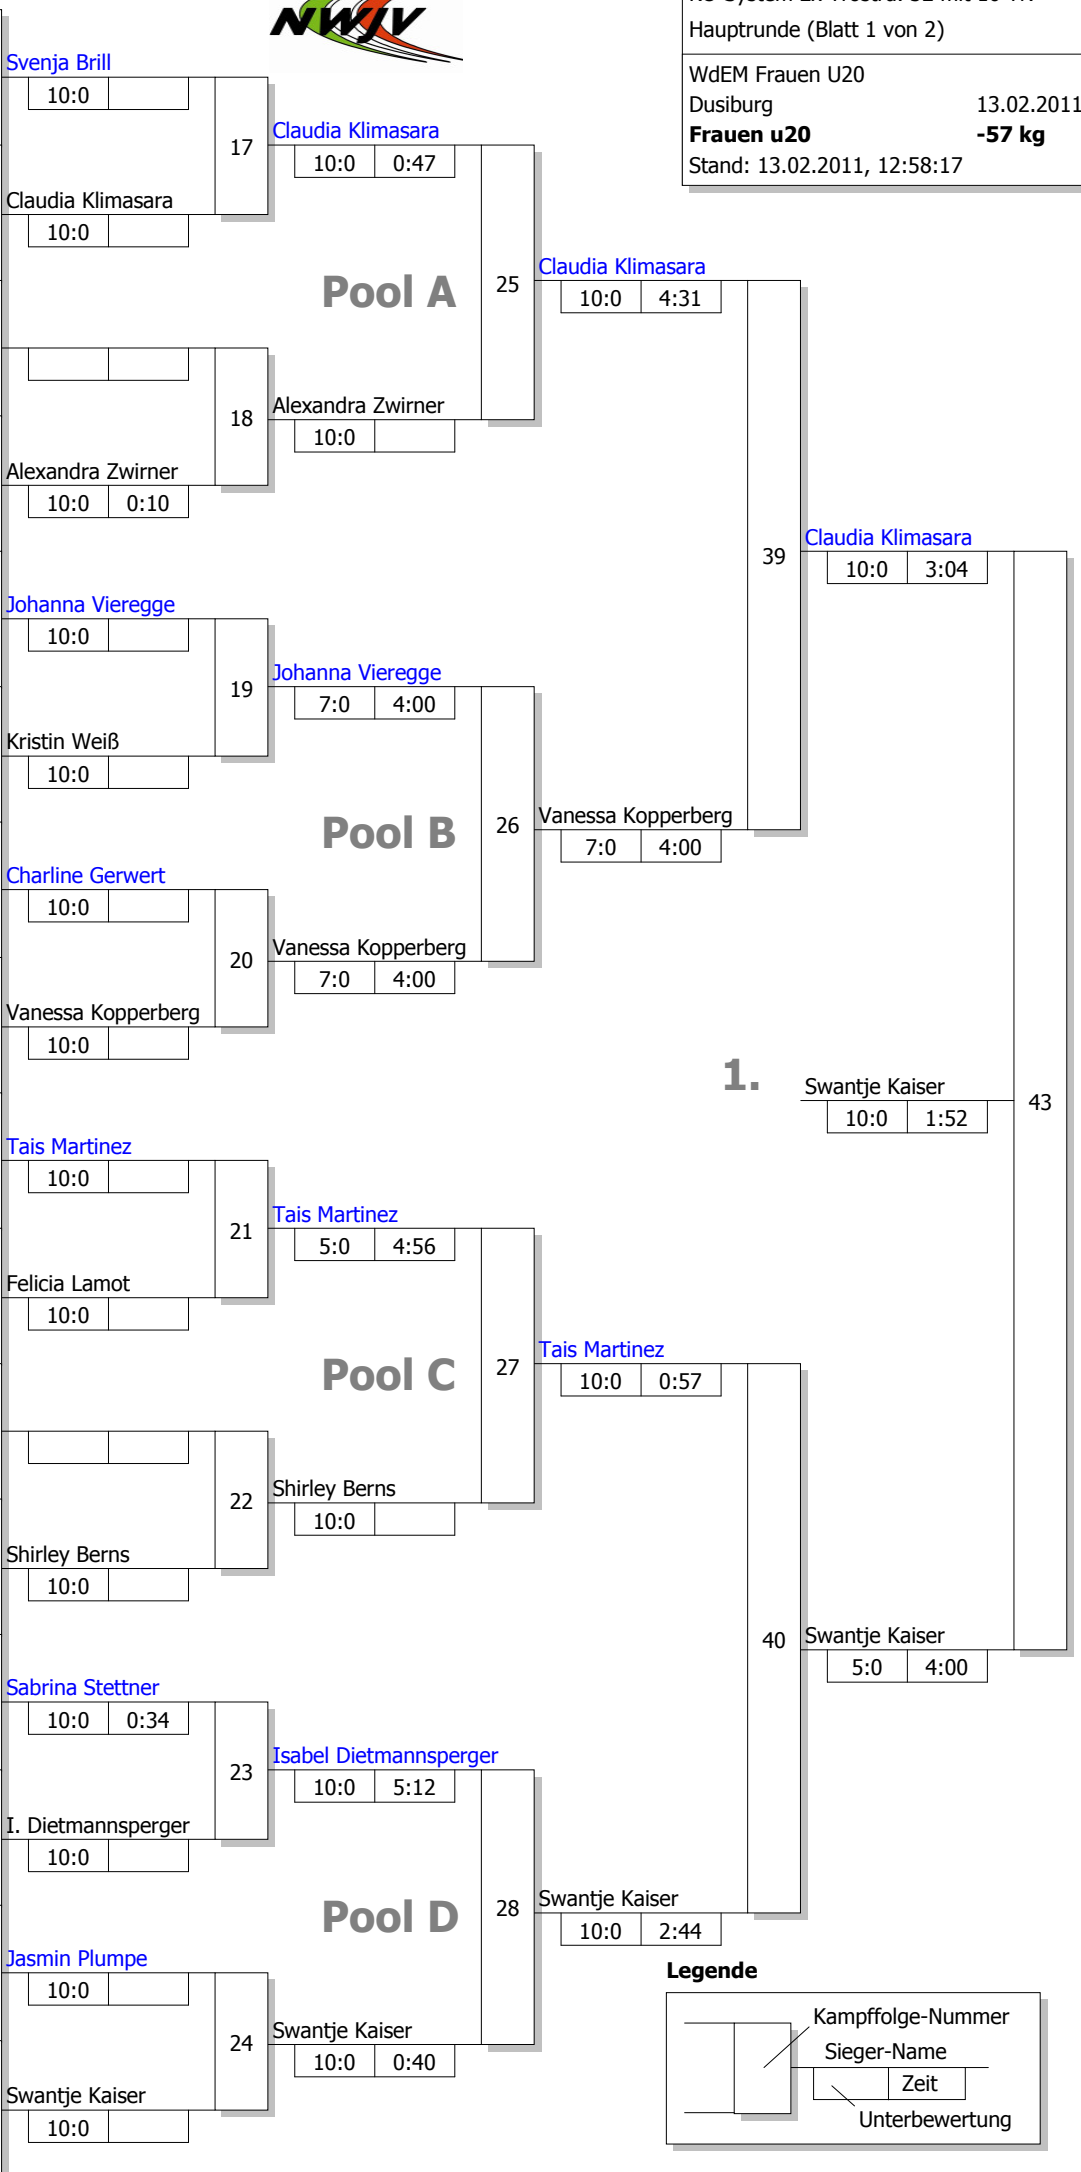 NWJV
Hauptrunde (Blatt 1 von 2)
WdEM Frauen U20
Dusiburg 13.02.2011
Frauen u20 -57 kg
Stand: 13.02.2011, 12:58:17
Svenja Brill
10:0
17
Claudia Klimasara
10:0 0:47
Claudia Klimasara
10:0
Pool A
25
Claudia Klimasara
10:0 4:31
18
Alexandra Zwirner
10:0
Alexandra Zwirner
10:0 0:10
39
Claudia Klimasara
10:0 3:04
Johanna Vieregge
10:0
19
Johanna Vieregge
7:0 4:00
Kristin Weiß
10:0
Pool B
26
Vanessa Kopperberg
7:0 4:00
Charline Gerwert
10:0
20
Vanessa Kopperberg
7:0 4:00
Vanessa Kopperberg
10:0
1.
Swantje Kaiser
10:0 1:52
43
Tais Martinez
10:0
21
Tais Martinez
5:0 4:56
Felicia Lamot
10:0
Pool C
27
Tais Martinez
10:0 0:57
22
Shirley Berns
10:0
Shirley Berns
10:0
40
Swantje Kaiser
5:0 4:00
Sabrina Stettner
10:0 0:34
23
Isabel Dietmannsperger
10:0 5:12
I. Dietmannsperger
10:0
Pool D
28
Swantje Kaiser
10:0 2:44
Jasmin Plumpe
10:0
24
Swantje Kaiser
10:0 0:40
Swantje Kaiser
10:0
Legende
Kampffolge-Nummer
Sieger-Name
Zeit
Unterbewertung